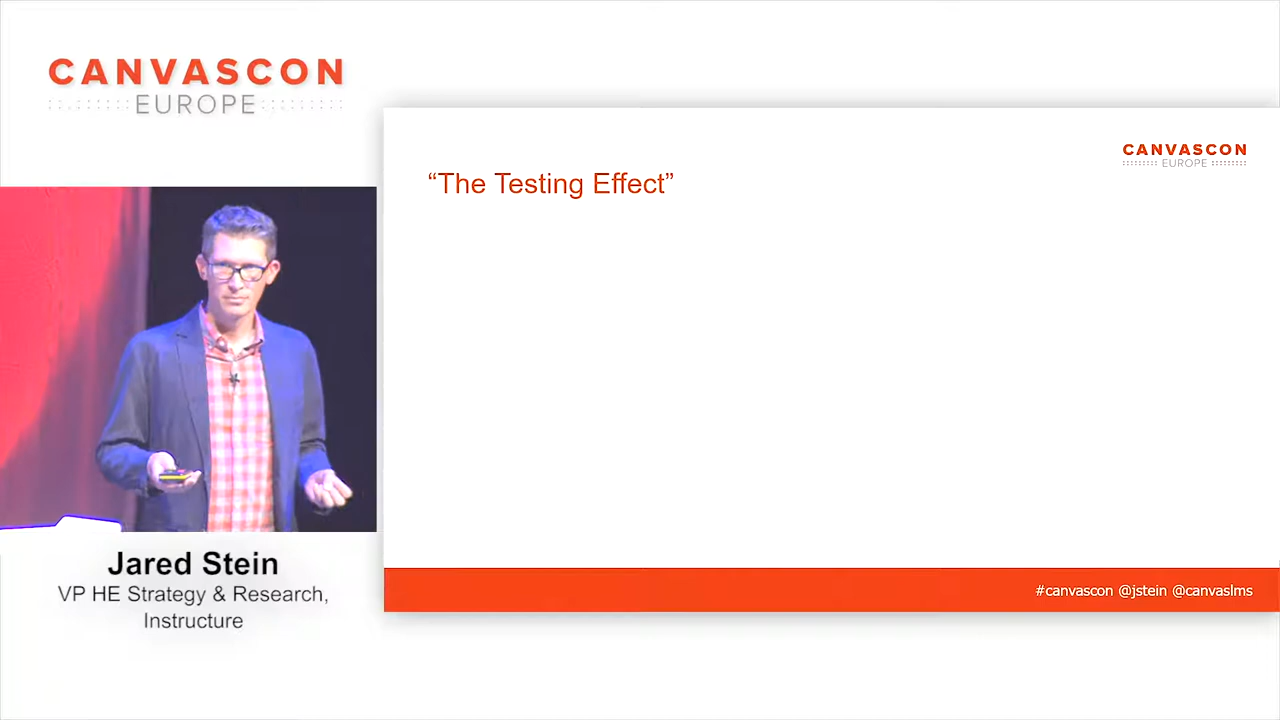 CANVASCON
EUROPE
CANVASCON
EUROPE
“The Testing Effect”
Jared Stein
VP HE Strategy & Research,
Instructure
#canvascon @jstein @canvaslms